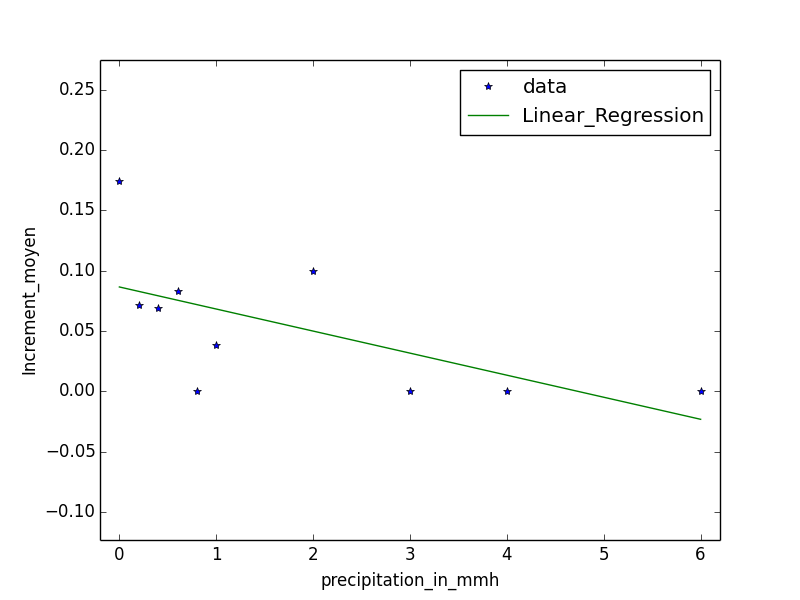 data
Linear_Regression
0.25
0.20
0.15
0.10
0.05
0.00
−0.05
−0.10
Increment_moyen
0 1 2 3 4 5 6
precipitation_in_mmh